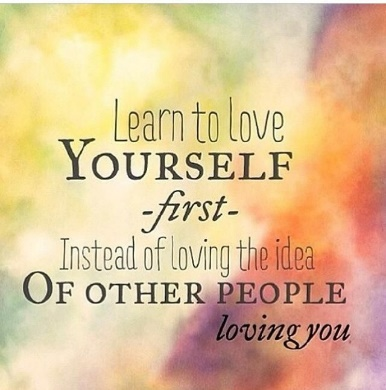 Learn to love
YOURSELF
-first-
Instead of loving the idea
OF OTHER PEOPLE
loving you